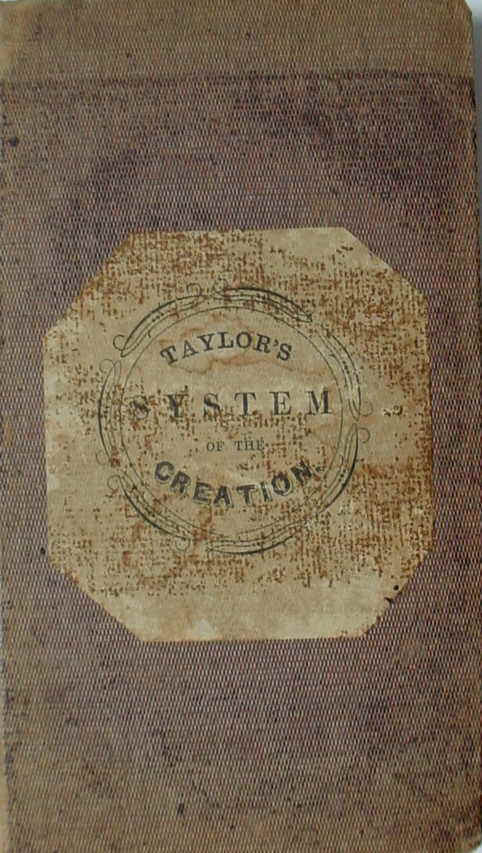 TAYLOR'S
SYSTEM
OF THE
CREATION.